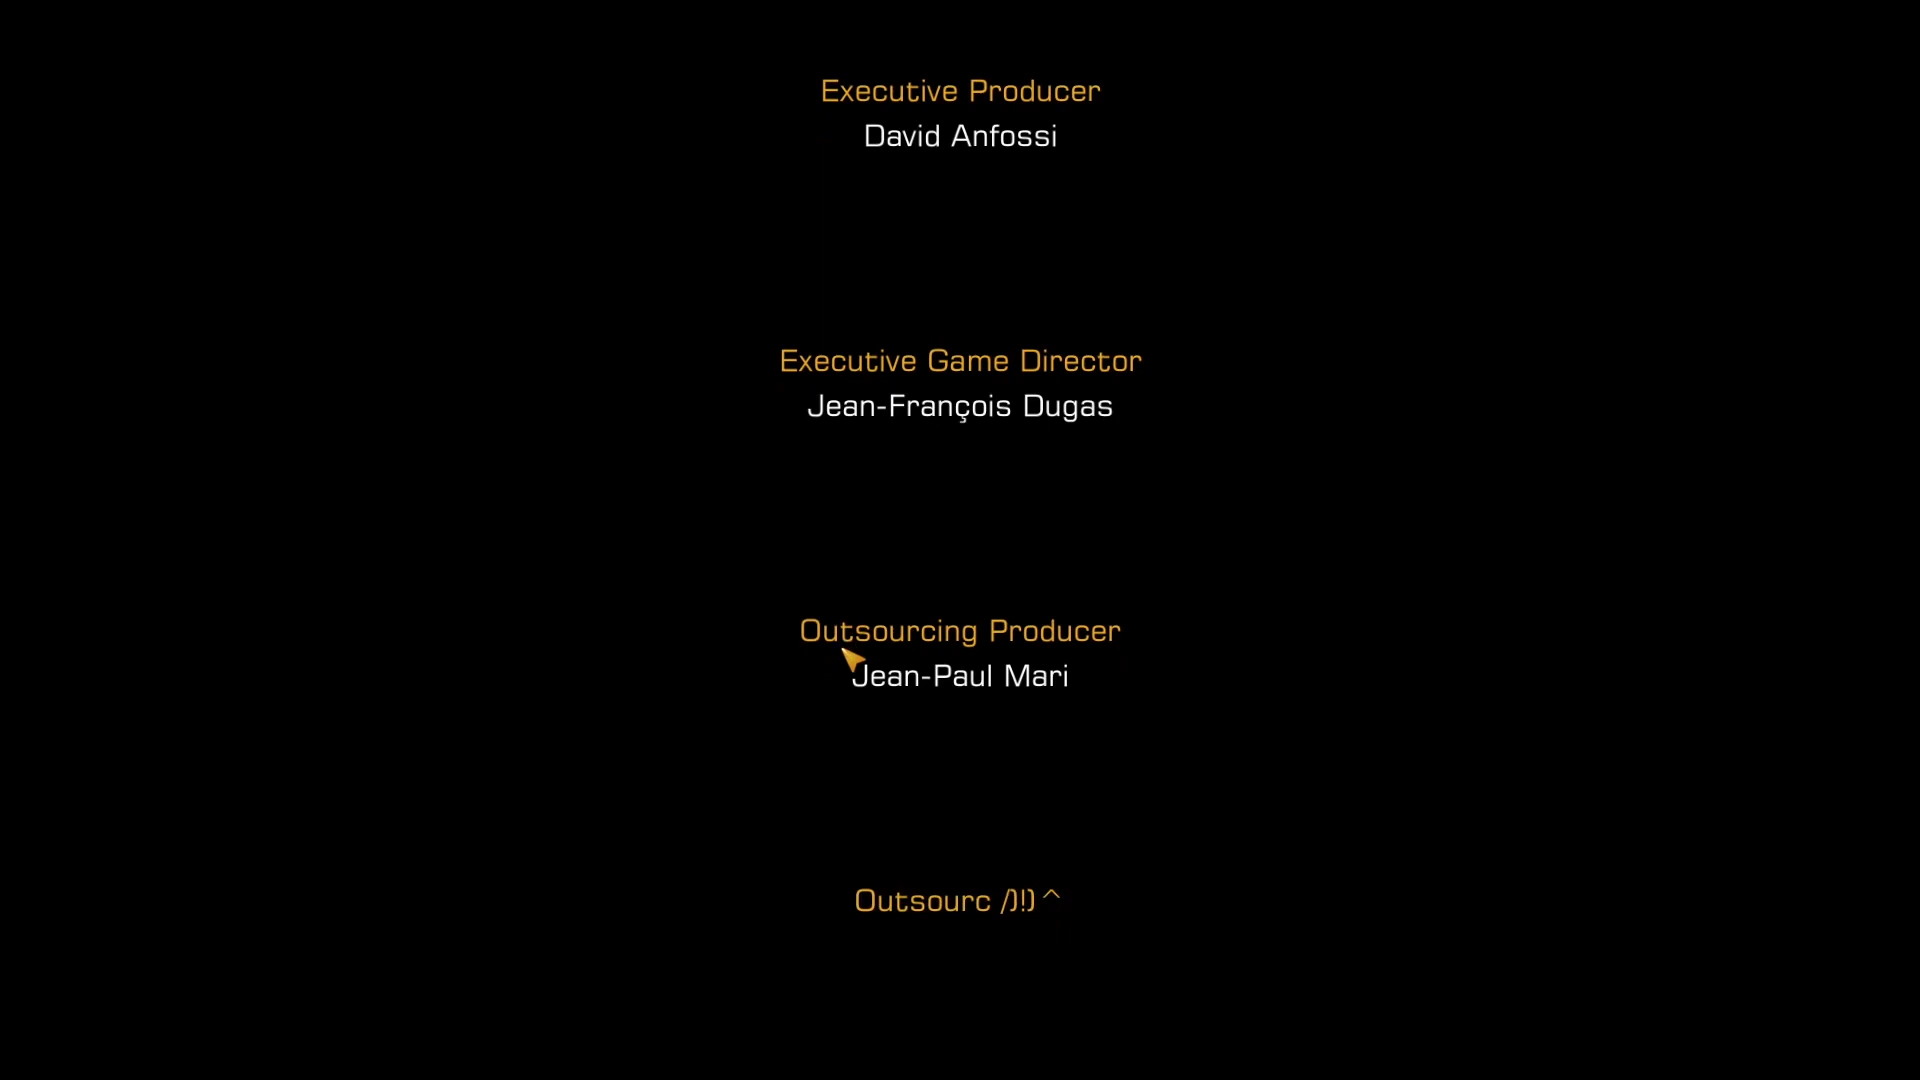 Executive Producer
David Anfossi
Executive Game Director
Jean-François Dugas
Outsourcing Producer
Jean-Paul Mari
Outsourc /)!) ^